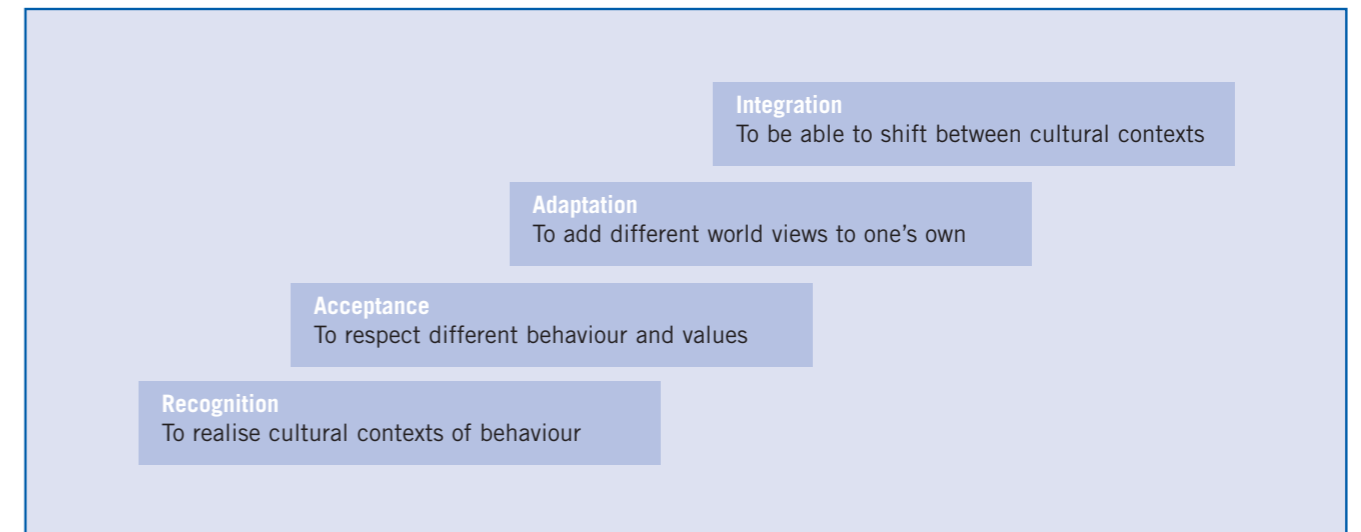 Integration
To be able to shift between cultural contexts
Adaptation
To add different world views to one's own
Acceptance
To respect different behaviour and values
Recognition
To realise cultural contexts of behaviour